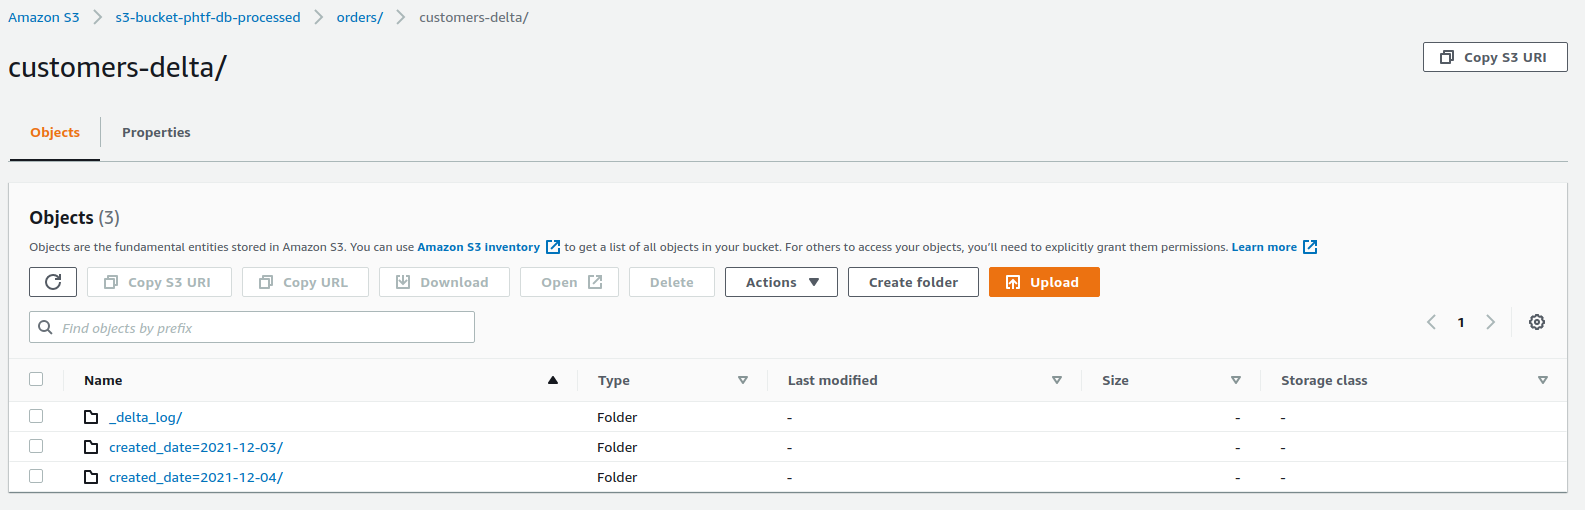 Amazon S3 s3-bucket-phtf-db-processed orders/ customers-delta/
customers-delta/
Copy S3 URI
Objects Properties
Objects (3)
Objects are the fundamental entities stored in Amazon S3. You can use Amazon S3 inventory to get a list of all objects in your bucket. For others to access your objects, you'll need to explicitly grant them permissions. Learn more
Copy S3 URI Copy URL Download Open Delete Actions Create folder Upload
Find objects by prefix
1
Name Type Last modified Size Storage class
_delta_log/ Folder - - -
created_date=2021-12-03/ Folder - - -
created_date=2021-12-04/ Folder - - -